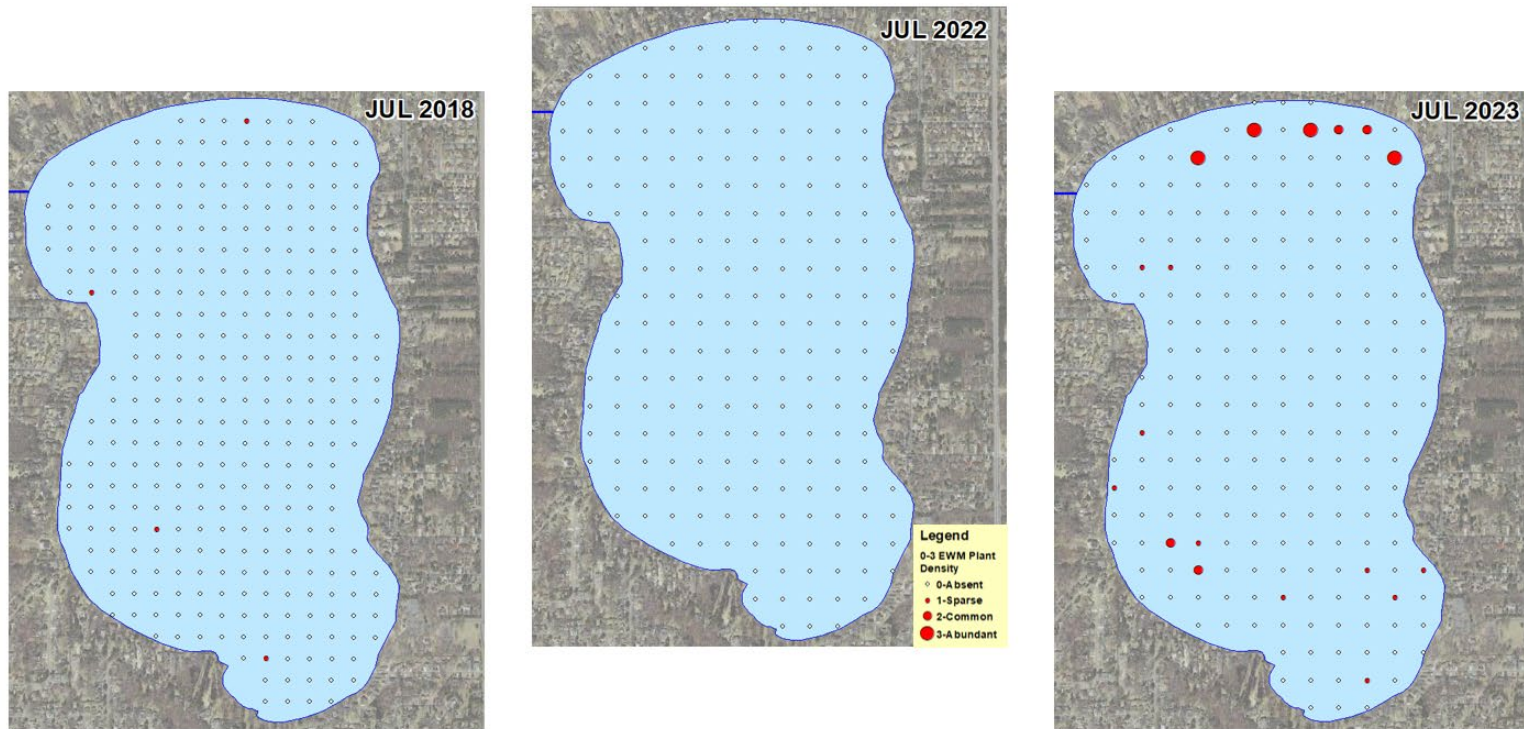 JUL 2018
JUL 2022
Legend
0-3 EWM Plant
Density
0-Absent
1-Sparse
2-Common
3-Abundant
JUL 2023